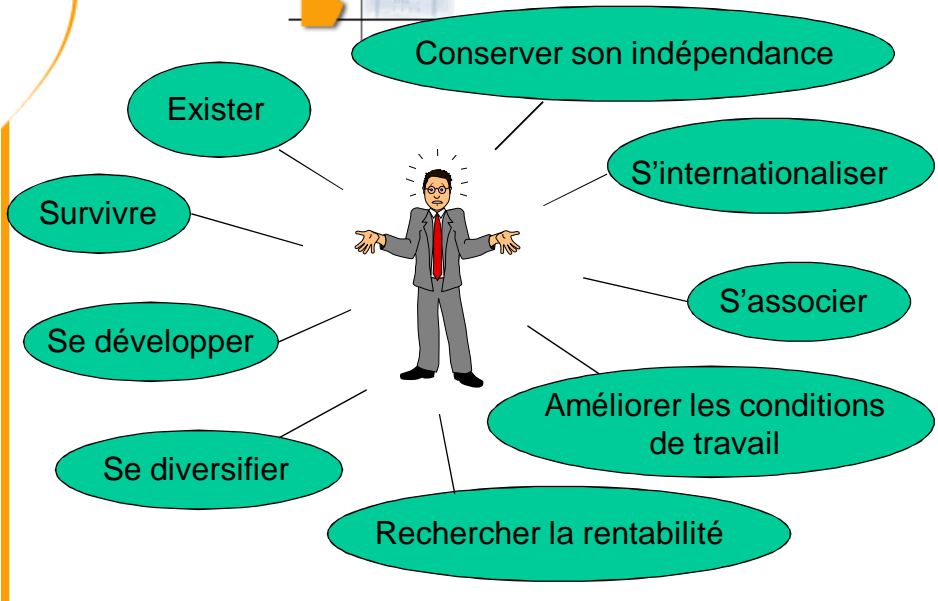 Conserver son indépendance
Exister
S’internationaliser
Survivre
S’associer
Se développer
Améliorer les conditions
de travail
Se diversifier
Rechercher la rentabilité